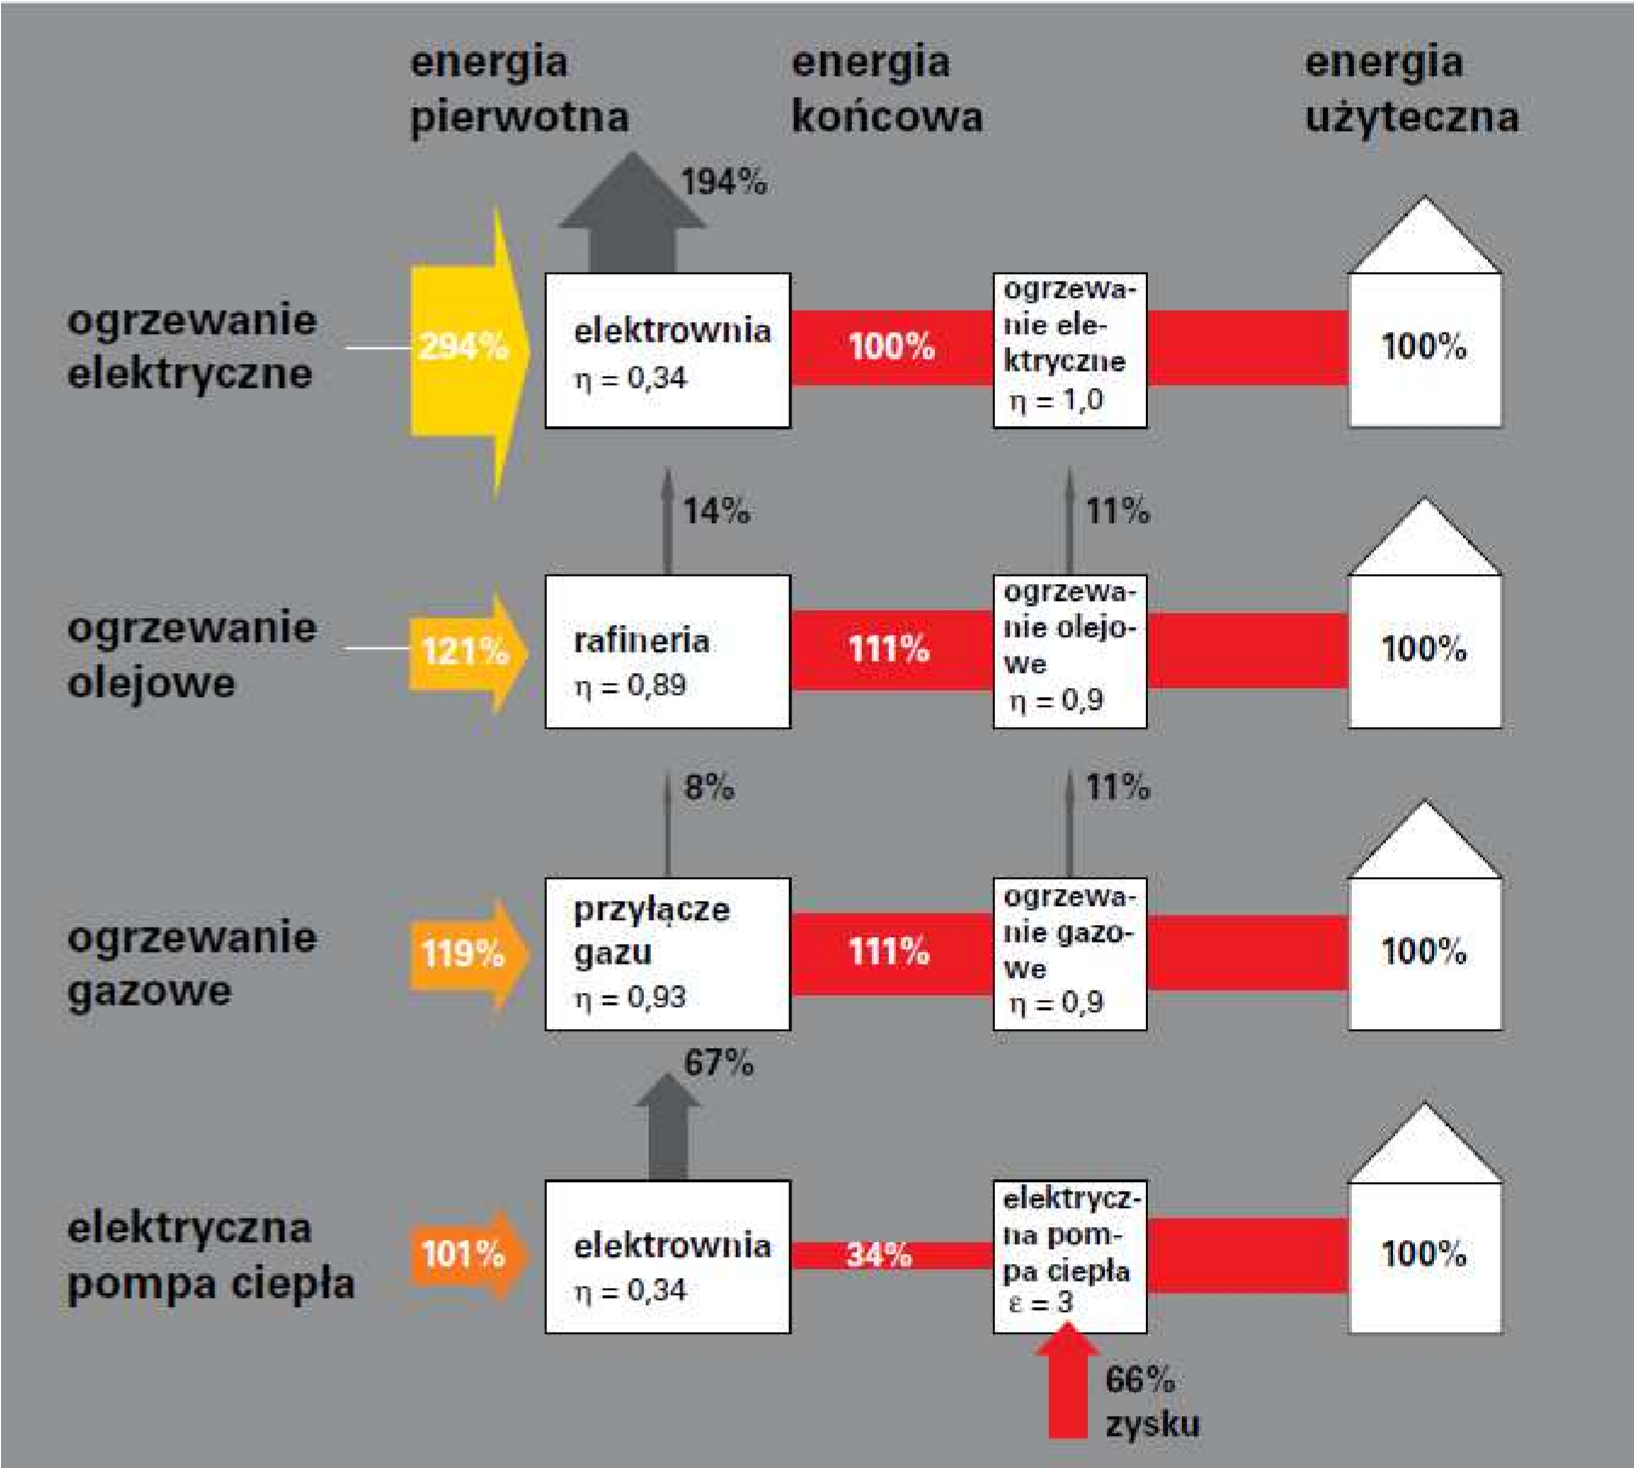 energia
pierwotna
energia
końcowa
energia
użyteczna
194%
ogrzewanie
elektryczne
294%
elektrownia
η = 0,34
100%
ogrzewa-
nie ele-
ktryczne
η = 1,0
100%
14%
11%
ogrzewanie
olejowe
121%
rafineria
η = 0,89
111%
ogrzewa-
nie olejo-
we
η = 0,9
100%
8%
11%
ogrzewanie
gazowe
119%
przyłącze
gazu
η = 0,93
111%
ogrzewa-
nie gazo-
we
η = 0,9
100%
67%
elektryczna
pompa ciepła
101%
elektrownia
η = 0,34
34%
elektrycz-
na pom-
pa ciepła
ε = 3
100%
66%
zysku